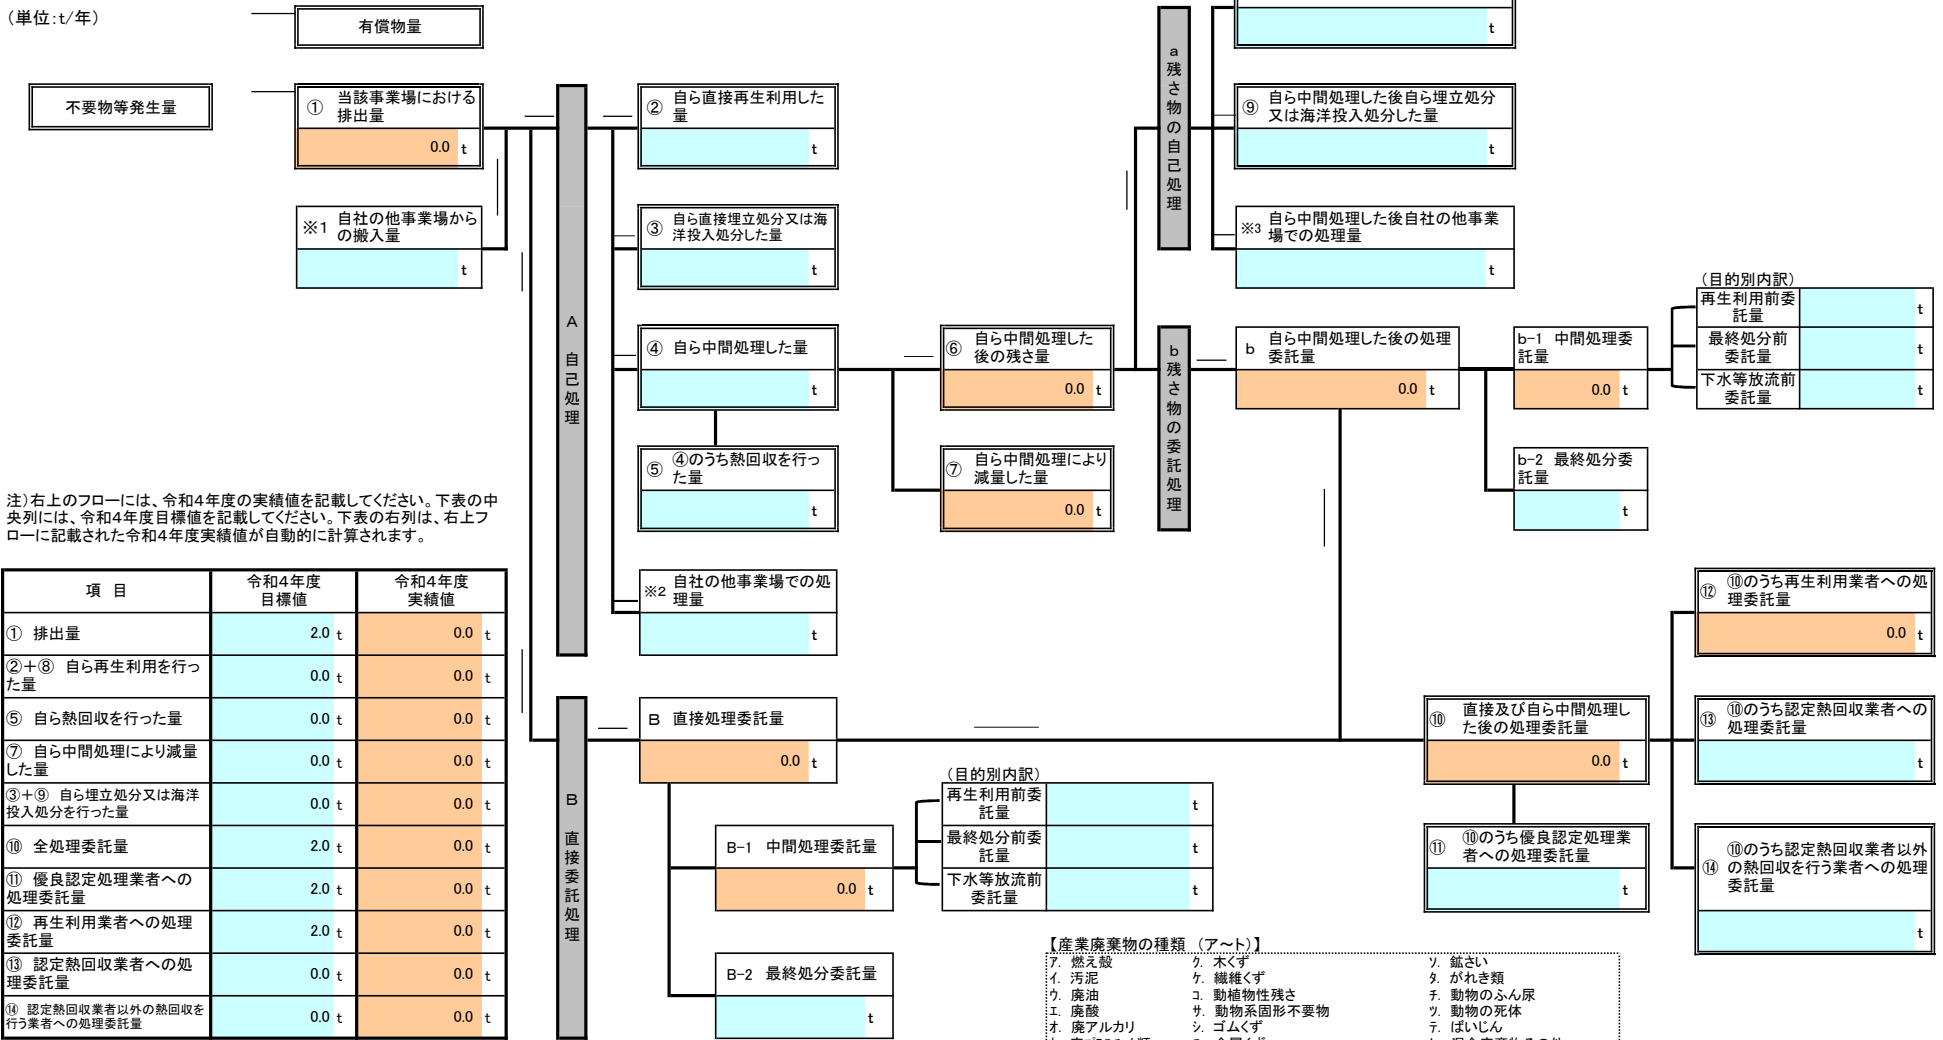 （単位:t/年）
有償物量
t
不要物等発生量
① 当該事業場における
排出量
0.0 t
※1 自社の他事業場から
の搬入量
t
A 自己処理
② 自ら直接再生利用した
量
t
③ 自ら直接埋立処分又は海
洋投入処分した量
t
④ 自ら中間処理した量
t
⑤ ④のうち熱回収を行っ
た量
t
※2 自社の他事業場での処
理量
t
⑥ 自ら中間処理した
後の残さ量
0.0 t
⑦ 自ら中間処理により
減量した量
0.0 t
a 残さ物の自己処理
⑨ 自ら中間処理した後自ら埋立処分
又は海洋投入処分した量
t
※3 自ら中間処理した後自社の他事業
場での処理量
t
b 残さ物の委託処理
b 自ら中間処理した後の処理
委託量
0.0 t
b-1 中間処理委
託量
0.0 t
b-2 最終処分委
託量
t
（目的別内訳）
再生利用前委
託量 t
最終処分前
委託量 t
下水等放流前
委託量 t
注）右上のフローには、令和4年度の実績値を記載してください。下表の中
央列には、令和4年度目標値を記載してください。下表の右列は、右上フ
ローに記載された令和4年度実績値が自動的に計算されます。
項 目 令和4年度 目標値 令和4年度 実績値
① 排出量 2.0 t 0.0 t
②＋⑧ 自ら再生利用を行っ
た量 0.0 t 0.0 t
⑤ 自ら熱回収を行った量 0.0 t 0.0 t
⑦ 自ら中間処理により減量
した量 0.0 t 0.0 t
③＋⑨ 自ら埋立処分又は海洋
投入処分を行った量 0.0 t 0.0 t
⑩ 全処理委託量 2.0 t 0.0 t
⑪ 優良認定処理業者への
処理委託量 2.0 t 0.0 t
⑫ 再生利用業者への処理
委託量 2.0 t 0.0 t
⑬ 認定熱回収業者への処
理委託量 0.0 t 0.0 t
⑭ 認定熱回収業者以外の熱回収を
行う業者への処理委託量 0.0 t 0.0 t
B 直接委託処理
B 直接処理委託量
0.0 t
B-1 中間処理委託量
0.0 t
B-2 最終処分委託量
t
（目的別内訳）
再生利用前委
託量 t
最終処分前委
託量 t
下水等放流前
委託量 t
⑩ 直接及び自ら中間処理し
た後の処理委託量
0.0 t
⑪ ⑩のうち優良認定処理業
者への処理委託量
t
⑫ ⑩のうち再生利用業者への処
理委託量
0.0 t
⑬ ⑩のうち認定熱回収業者への
処理委託量
t
⑭ ⑩のうち認定熱回収業者以外
の熱回収を行う業者への処理
委託量
t
【産業廃棄物の種類 （ア～ト）】
ア. 燃え殻 ク. 木くず ソ. 鉱さい
イ. 汚泥 ケ. 繊維くず タ. がれき類
ウ. 廃油 コ. 動植物性残さ チ. 動物のふん尿
エ. 廃酸 サ. 動物系固形不要物 ツ. 動物の死体
オ. 廃アルカリ シ. ゴムくず テ. ばいじん